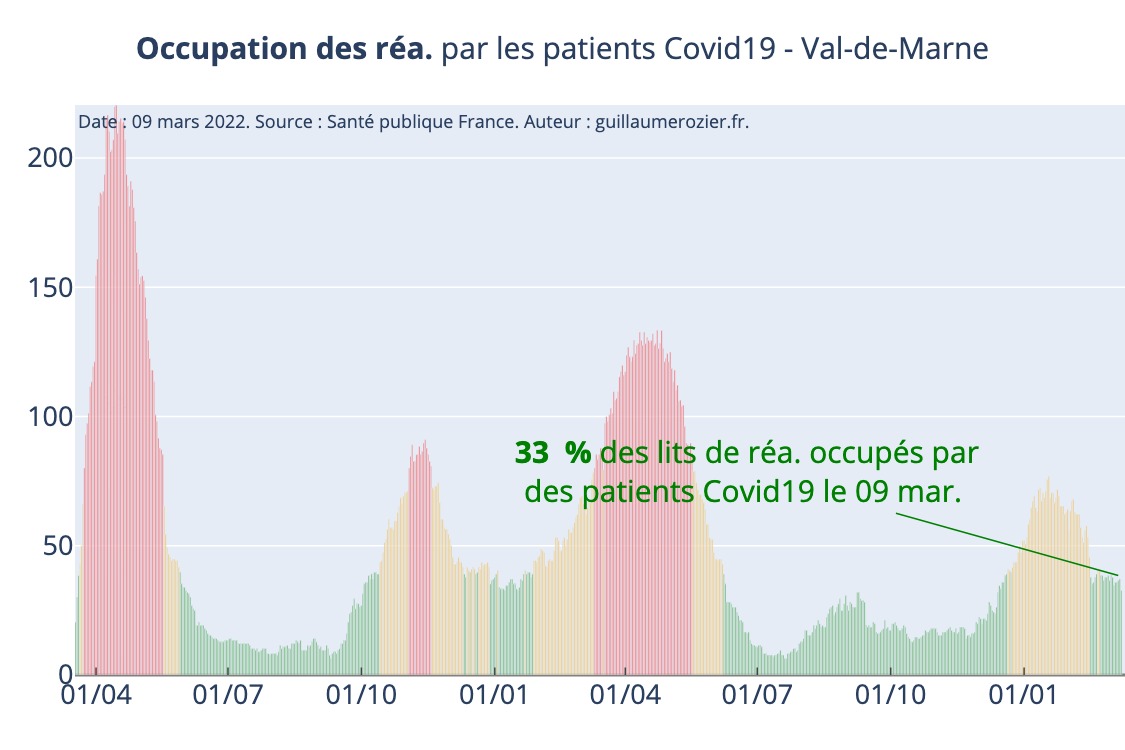 Occupation des réa. par les patients Covid19 - Val-de-Marne
Date : 09 mars 2022. Source : Santé publique France. Auteur : guillaumerozier.fr.
200
150
100
33  % des lits de réa. occupés par
des patients Covid19 le 09 mar.
50
0
01/04 01/07 01/10 01/01 01/04 01/07 01/10 01/01